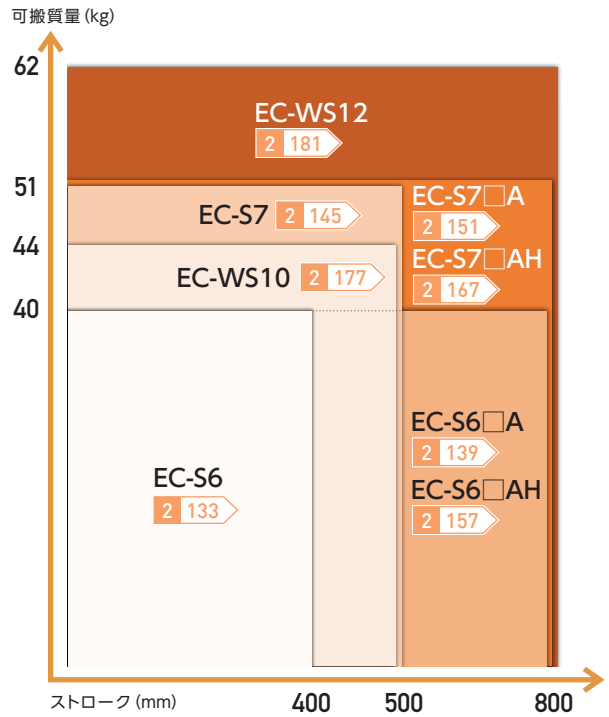 可搬質量(kg)
62
EC-WS12
2 181
51
EC-S7 2 145
EC-S7□A
2 151
44
EC-WS10 2 177
EC-S7□AH
2 167
40
EC-S6□A
2 139
EC-S6
2 133
EC-S6□AH
2 157
ストローク(mm) 400 500 800